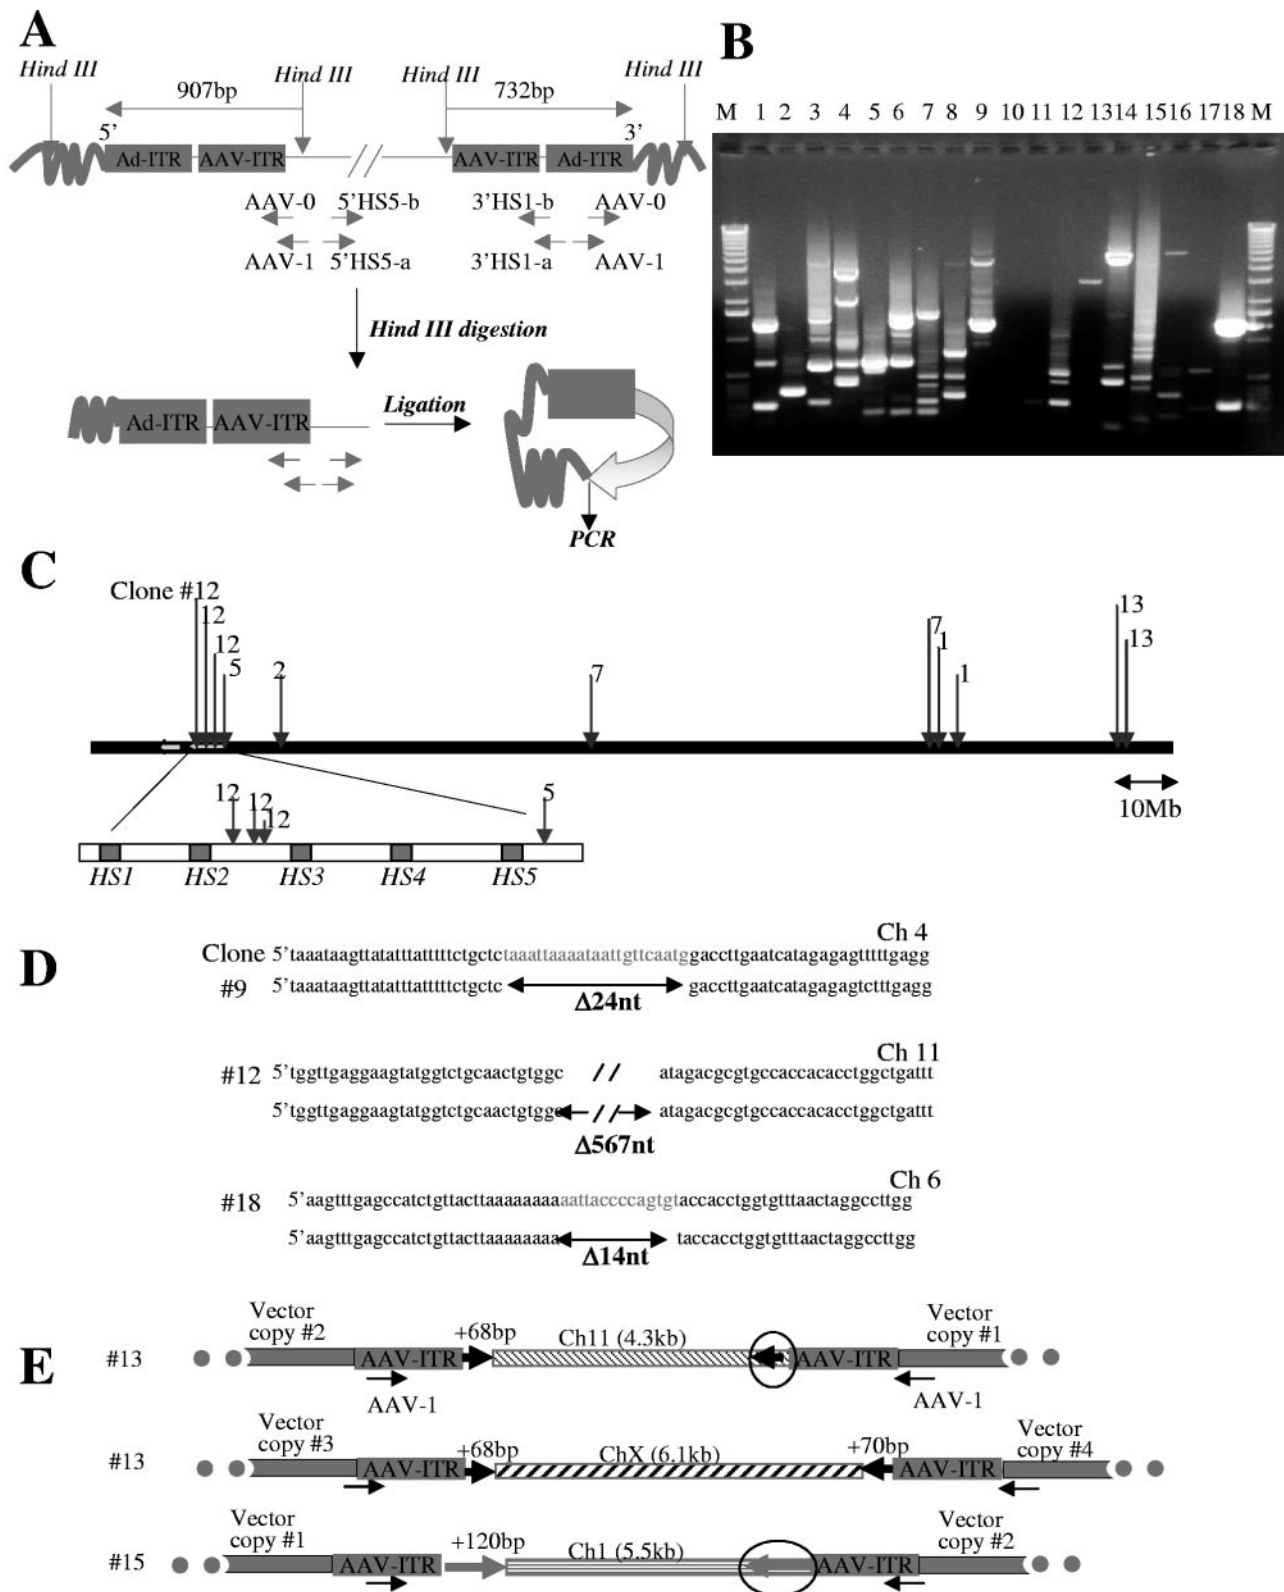 A
Hind III
Hind III
Hind III
Hind III
907bp
732bp
5’
3’
Ad-ITR
AAV-ITR
AAV-ITR
Ad-ITR
AAV-0
5’HS5-b
3’HS1-b
AAV-0
AAV-1
5’HS5-a
3’HS1-a
AAV-1
Hind III digestion
Ad-ITR
AAV-ITR
Ligation
PCR
B
M 1 2 3 4 5 6 7 8 9 10 11 12 13 14 15 16 17 18 M
C
Clone #12
12
12
5
2
7
7
1
1
13
13
10Mb
12
12
12
5
HS1
HS2
HS3
HS4
HS5
D
Ch 4
Clone 5’taaataagttatatttatttttctgctctaaattaaaataattgttcaatggaccttgaatcatagagagtttttgagg
#9 5’taaataagttatatttatttttctgctc gaccttgaatcatagagagtctttgagg
Δ24nt
Ch 11
#12 5’tggttgaggaagtatggtctgcaactgtggc // atagacgcgtgccaccacacctggctgattt
5’tggttgaggaagtatggtctgcaactgtggc // atagacgcgtgccaccacacctggctgattt
Δ567nt
Ch 6
#18 5’aagtttgagccatctgttacttaaaaaaaaaaattaccccagtgtaccacctggtgtttaactaggccttgg
5’aagtttgagccatctgttacttaaaaaaaaa taccacctggtgtttaactaggccttgg
Δ14nt
E
#13
Vector
copy #2
AAV-ITR
+68bp
Ch11 (4.3kb)
AAV-ITR
Vector
copy #1
AAV-1
AAV-1
#13
Vector
copy #3
AAV-ITR
+68bp
ChX (6.1kb)
+70bp
AAV-ITR
Vector
copy #4
#15
Vector
copy #1
AAV-ITR
+120bp
Ch1 (5.5kb)
AAV-ITR
Vector
copy #2